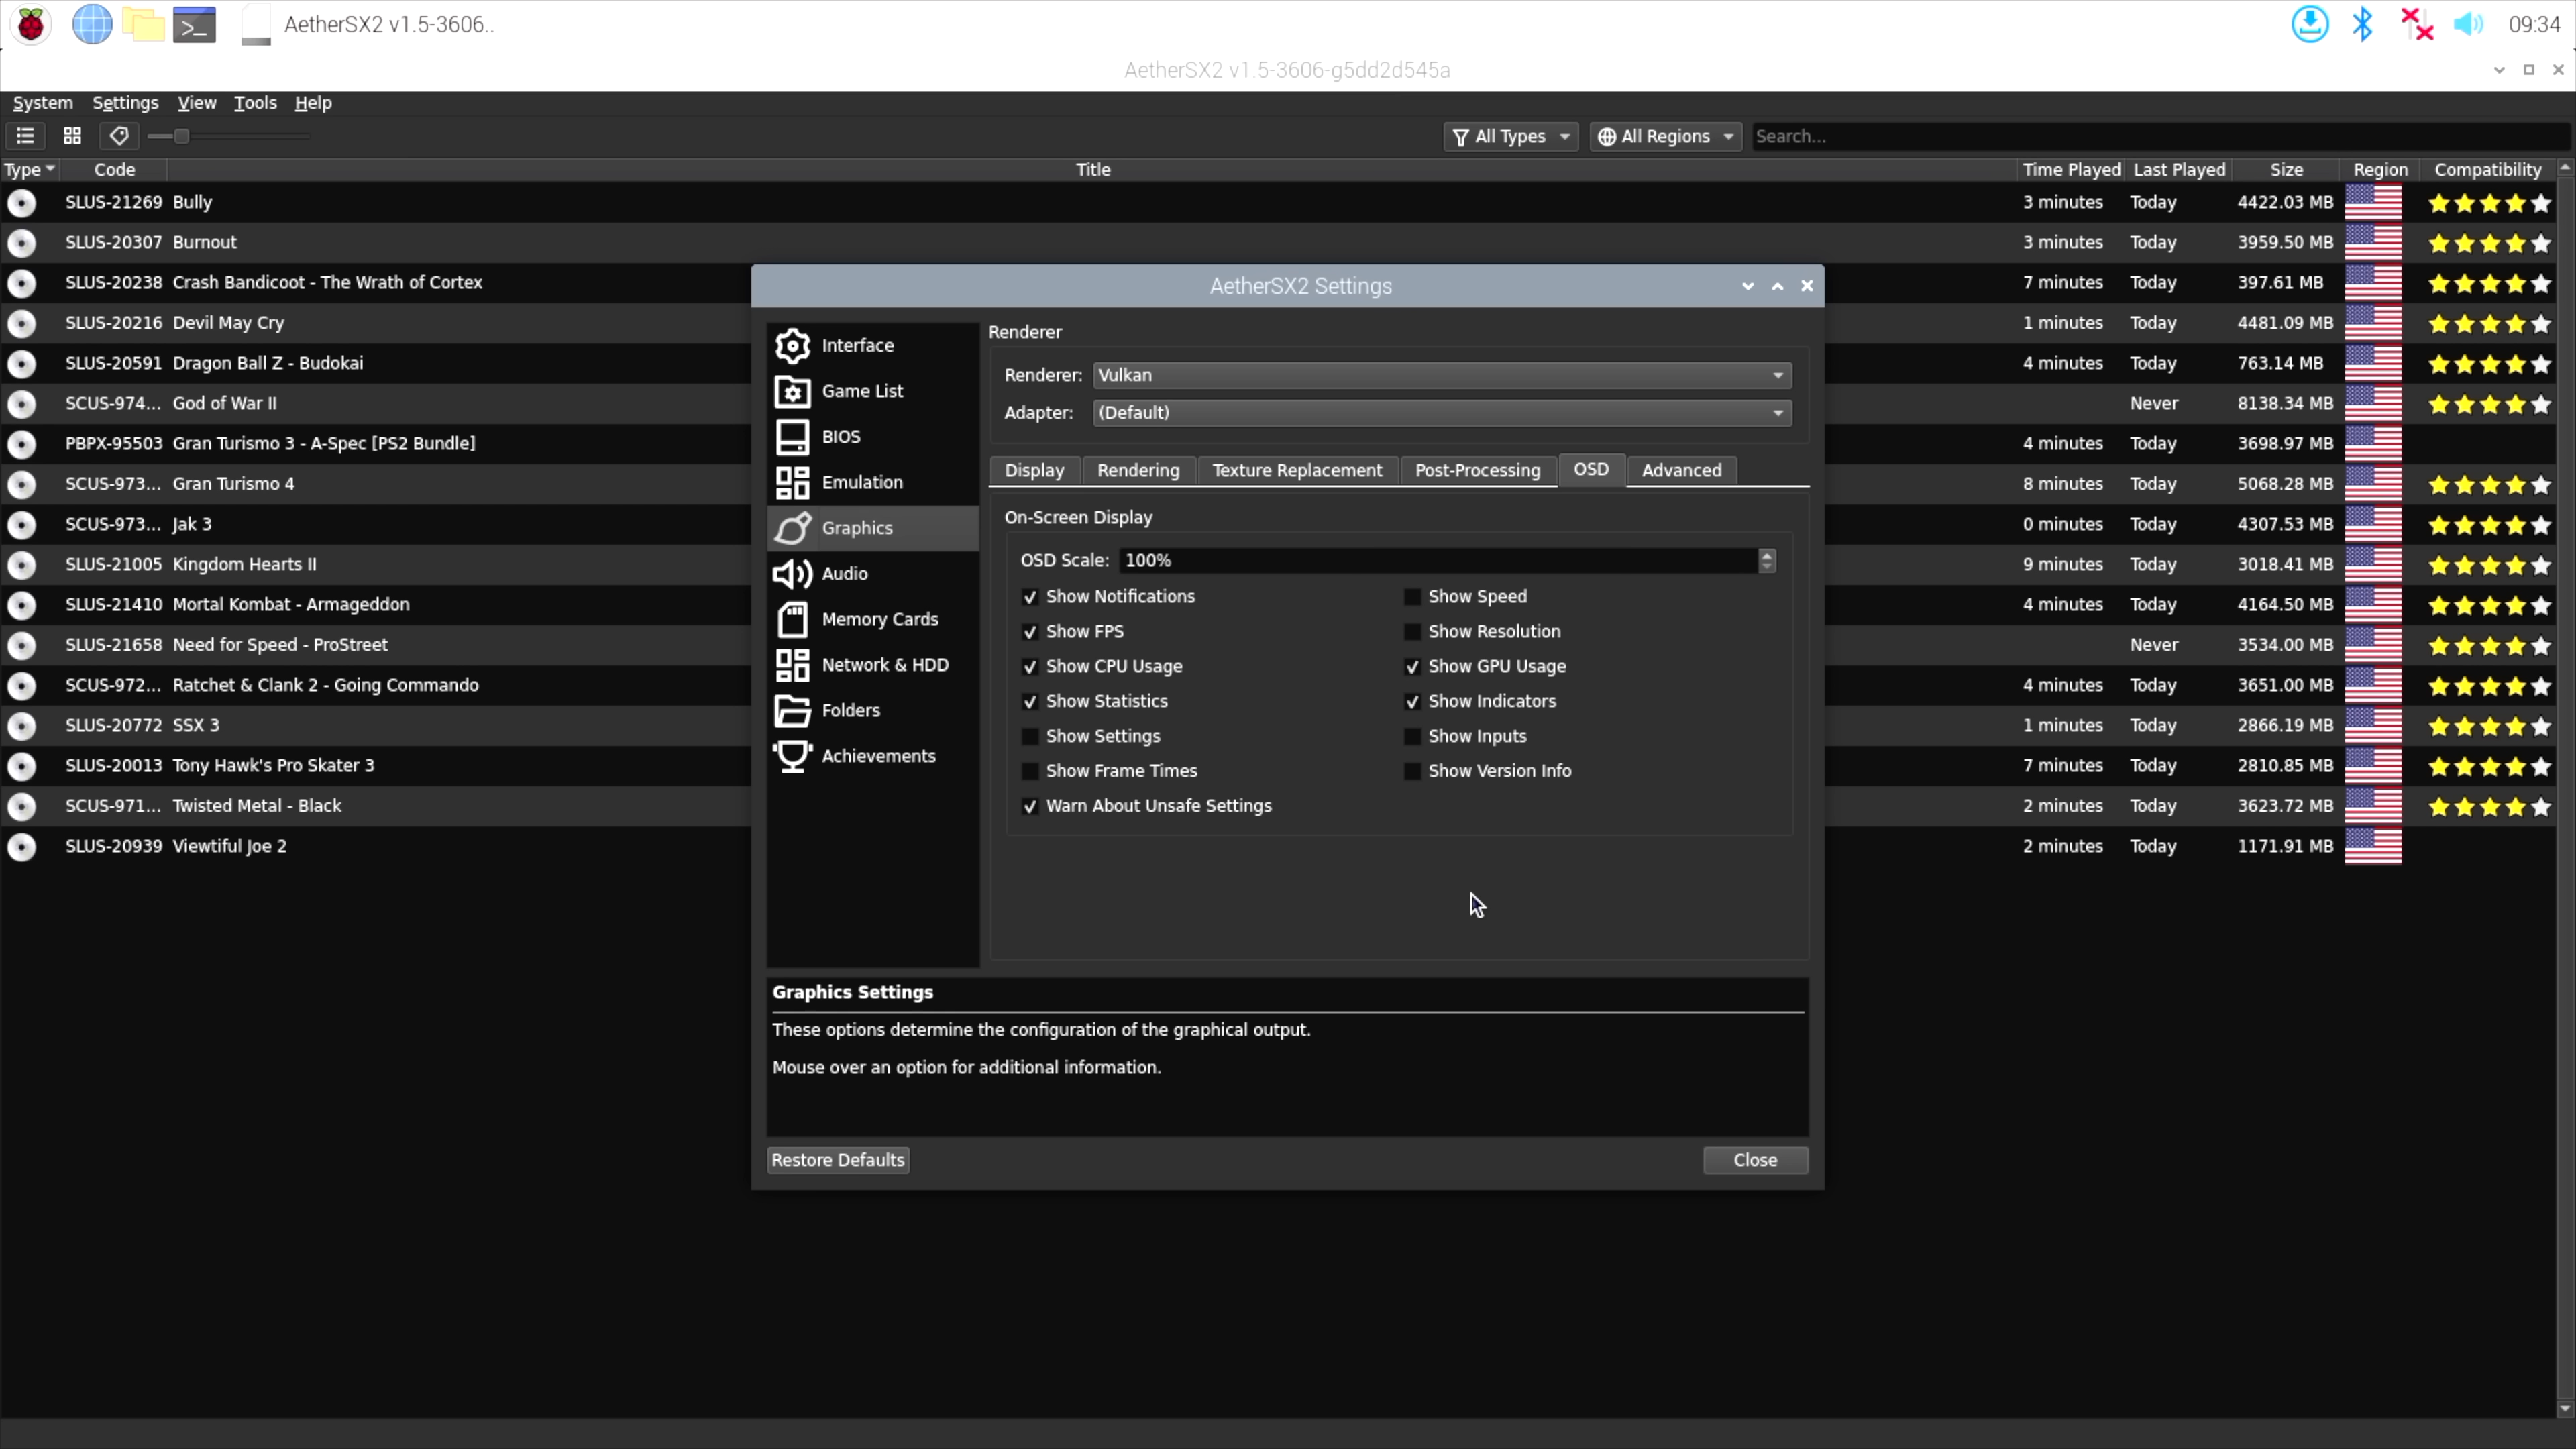 AetherSX2 v1.5-3606..
09:34
AetherSX2 v1.5-3606-g5dd2d545a
System Settings View Tools Help
All Types All Regions Search...
Type Code Title Time Played Last Played Size Region Compatibility
SLUS-21269 Bully 3 minutes Today 4422.03 MB
SLUS-20307 Burnout 3 minutes Today 3959.50 MB
SLUS-20238 Crash Bandicoot - The Wrath of Cortex 7 minutes Today 397.61 MB
SLUS-20216 Devil May Cry 1 minutes Today 4481.09 MB
SLUS-20591 Dragon Ball Z - Budokai 4 minutes Today 763.14 MB
SCUS-974... God of War II Never 8138.34 MB
PBPX-95503 Gran Turismo 3 - A-Spec [PS2 Bundle] 4 minutes Today 3698.97 MB
SCUS-973... Gran Turismo 4 8 minutes Today 5068.28 MB
SCUS-973... Jak 3 0 minutes Today 4307.53 MB
SLUS-21005 Kingdom Hearts II 9 minutes Today 3018.41 MB
SLUS-21410 Mortal Kombat - Armageddon 4 minutes Today 4164.50 MB
SLUS-21658 Need for Speed - ProStreet Never 3534.00 MB
SCUS-972... Ratchet & Clank 2 - Going Commando 4 minutes Today 3651.00 MB
SLUS-20772 SSX 3 1 minutes Today 2866.19 MB
SLUS-20013 Tony Hawk's Pro Skater 3 7 minutes Today 2810.85 MB
SCUS-971... Twisted Metal - Black 2 minutes Today 3623.72 MB
SLUS-20939 Viewtiful Joe 2 2 minutes Today 1171.91 MB
AetherSX2 Settings
Interface
Game List
BIOS
Emulation
Graphics
Audio
Memory Cards
Network & HDD
Folders
Achievements
Renderer
Renderer: Vulkan
Adapter: (Default)
Display Rendering Texture Replacement Post-Processing OSD Advanced
On-Screen Display
OSD Scale: 100%
Show Notifications Show Speed
Show FPS Show Resolution
Show CPU Usage Show GPU Usage
Show Statistics Show Indicators
Show Settings Show Inputs
Show Frame Times Show Version Info
Warn About Unsafe Settings
Graphics Settings
These options determine the configuration of the graphical output.
Mouse over an option for additional information.
Restore Defaults Close